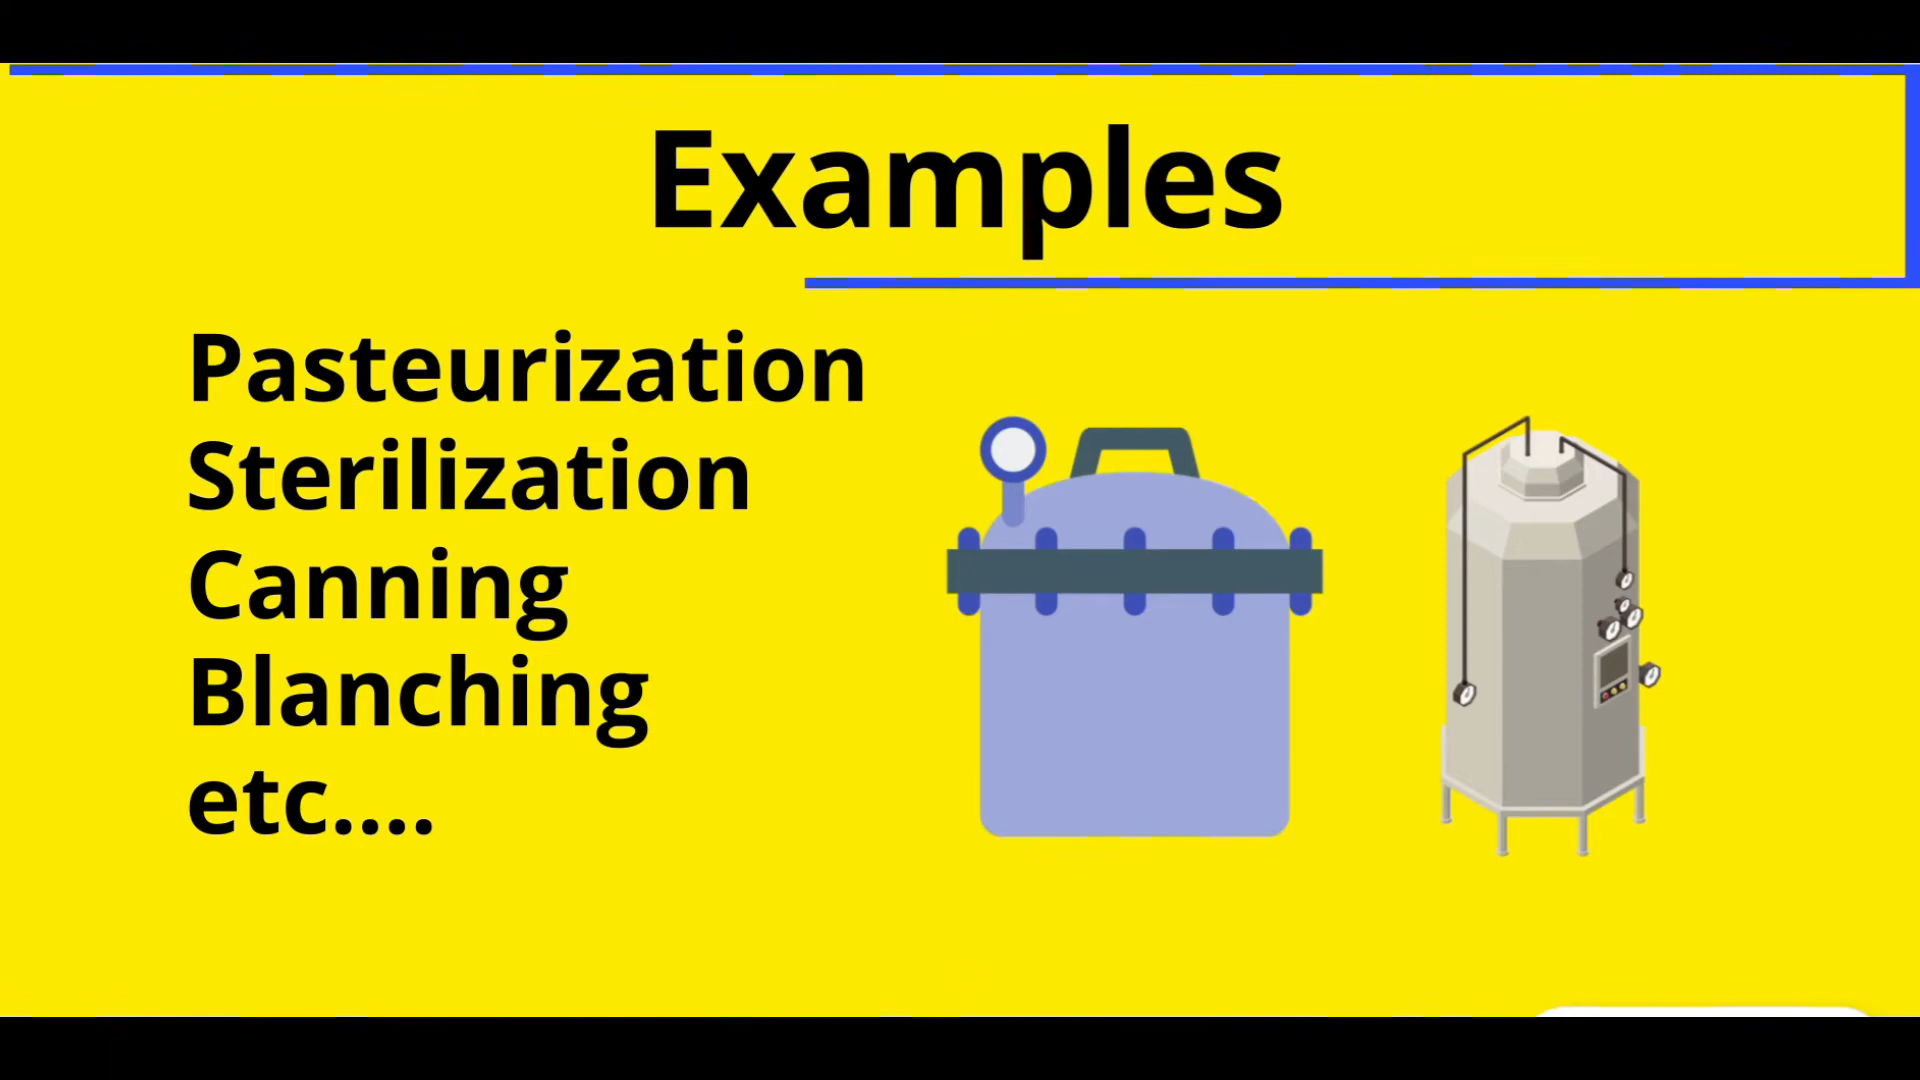 Examples
Pasteurization
Sterilization
Canning
Blanching
etc....